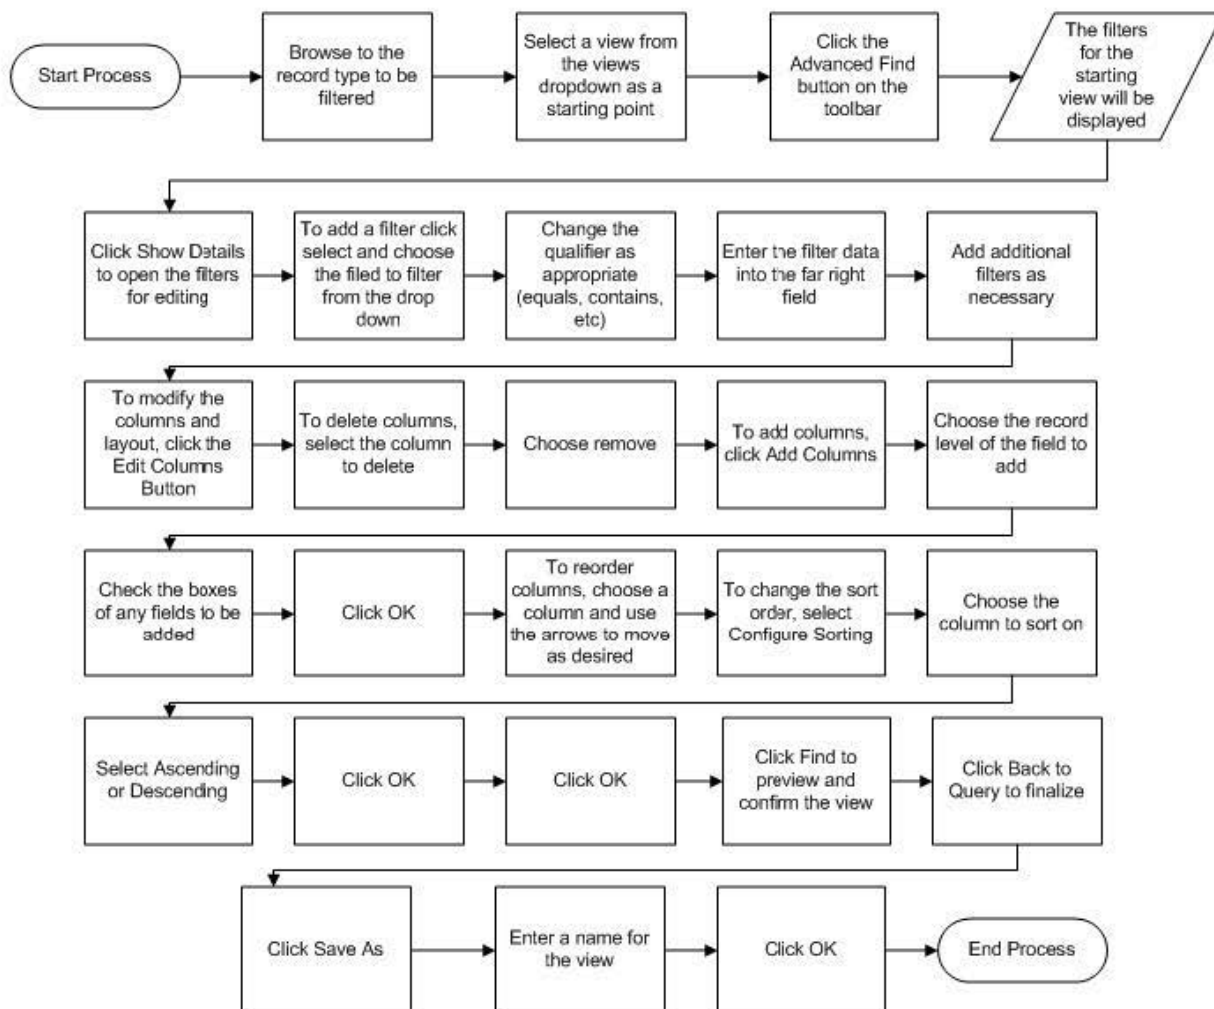 Start Process
Browse to the
record type to be
filtered
Select a view from
the views
dropdown as a
starting point
Click the
Advanced Find
button on the
toolbar
The filters
for the
starting
view will be
displayed
Click Show Details
to open the filters
for editing
To add a filter click
select and choose
the filed to filter
from the drop
down
Change the
qualifier as
appropriate
(equals, contains,
etc)
Enter the filter data
into the far right
field
Add additional
filters as
necessary
To modify the
columns and
layout, click the
Edit Columns
Button
To delete columns,
select the column
to delete
Choose remove
To add columns,
click Add Columns
Choose the record
level of the field to
add
Check the boxes
of any fields to be
added
Click OK
To reorder
columns, choose a
column and use
the arrows to move
as desired
To change the sort
order, select
Configure Sorting
Choose the
column to sort on
Select Ascending
or Descending
Click OK
Click OK
Click Find to
preview and
confirm the view
Click Back to
Query to finalize
Click Save As
Enter a name for
the view
Click OK
End Process